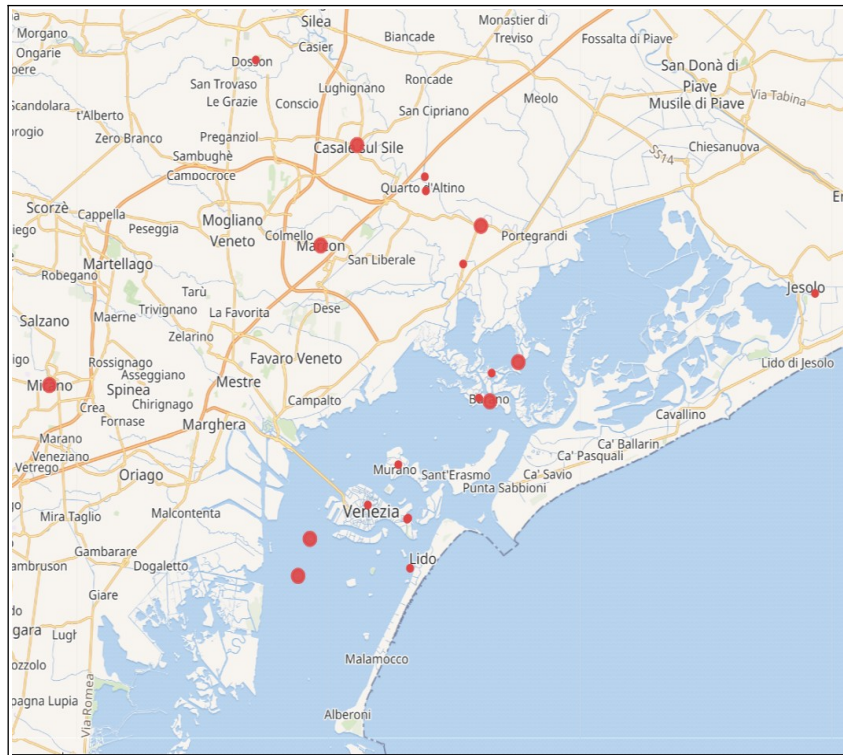 Silea
Monastier di
Treviso
Morgano
Biancade
Fossalta di Piave
Ongarie
Casier
Dosson
San Donà di
Piave
Musile di Piave
San Trovaso
Le Grazie
Lughignano
Roncade
Via Tabina
Scandolara
Conscio
Meolo
t'Alberto
San Cipriano
Zero Branco
Preganziol
Casale sul Sile
SS14
Chiesanuova
Sambughè
Campocroce
Quarto d'Altino
Scorzè
Cappella
Mogliano
Veneto
Peseggia
Colmello
Portegrandi
Martellago
San Liberale
Robegano
Tarù
Jesolo
Trivignano
La Favorita
Dese
Salzano
Maerne
Zelarino
Rossignago
Favaro Veneto
Lido di Jesolo
Asseggiano
Mestre
Spinea
Crea
Chirignago
Campalto
Fornase
Marghera
Cavallino
Marano
Veneziano
Ca' Ballarin
Vetrego
Ca' Pasquali
Oriago
Murano
Sant'Erasmo
Ca' Savio
Punta Sabbioni
Mira Taglio
Malcontenta
Venezia
Gambarare
Dogaletto
Lido
Giare
Malamocco
Via Romea
Alberoni